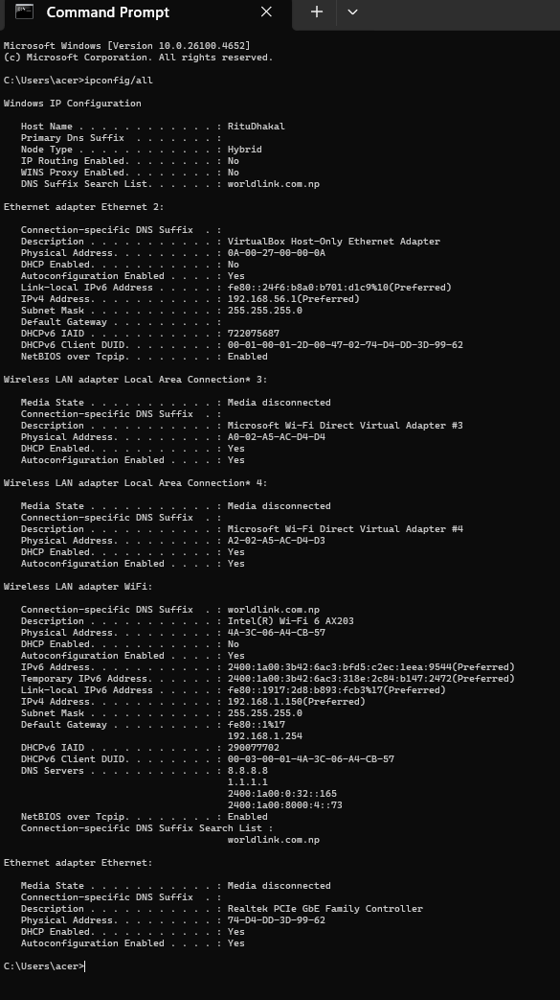 Command Prompt
Microsoft Windows [Version 10.0.26100.4652]
(c) Microsoft Corporation. All rights reserved.
C:\Users\acer>ipconfig/all
Windows IP Configuration
   Host Name . . . . . . . . . . . . : RituDhakal
   Primary Dns Suffix  . . . . . . . :
   Node Type . . . . . . . . . . . . : Hybrid
   IP Routing Enabled. . . . . . . . : No
   WINS Proxy Enabled. . . . . . . . : No
   DNS Suffix Search List. . . . . . : worldlink.com.np
Ethernet adapter Ethernet 2:
   Connection-specific DNS Suffix  . :
   Description . . . . . . . . . . . : VirtualBox Host-Only Ethernet Adapter
   Physical Address. . . . . . . . . : 0A-00-27-00-00-0A
   DHCP Enabled. . . . . . . . . . . : No
   Autoconfiguration Enabled . . . . : Yes
   Link-local IPv6 Address . . . . . : fe80::24f6:b8a0:b701:d1c9%10(Preferred)
   IPv4 Address. . . . . . . . . . . : 192.168.56.1(Preferred)
   Subnet Mask . . . . . . . . . . . : 255.255.255.0
   Default Gateway . . . . . . . . . :
   DHCPv6 IAID . . . . . . . . . . . : 722075687
   DHCPv6 Client DUID. . . . . . . . : 00-01-00-01-2D-00-47-02-74-D4-DD-3D-99-62
   NetBIOS over Tcpip. . . . . . . . : Enabled
Wireless LAN adapter Local Area Connection* 3:
   Media State . . . . . . . . . . . : Media disconnected
   Connection-specific DNS Suffix  . :
   Description . . . . . . . . . . . : Microsoft Wi-Fi Direct Virtual Adapter #3
   Physical Address. . . . . . . . . : A0-02-A5-AC-D4-D4
   DHCP Enabled. . . . . . . . . . . : Yes
   Autoconfiguration Enabled . . . . : Yes
Wireless LAN adapter Local Area Connection* 4:
   Media State . . . . . . . . . . . : Media disconnected
   Connection-specific DNS Suffix  . :
   Description . . . . . . . . . . . : Microsoft Wi-Fi Direct Virtual Adapter #4
   Physical Address. . . . . . . . . : A2-02-A5-AC-D4-D3
   DHCP Enabled. . . . . . . . . . . : Yes
   Autoconfiguration Enabled . . . . : Yes
Wireless LAN adapter WiFi:
   Connection-specific DNS Suffix  . : worldlink.com.np
   Description . . . . . . . . . . . : Intel(R) Wi-Fi 6 AX203
   Physical Address. . . . . . . . . : 4A-3C-06-A4-CB-57
   DHCP Enabled. . . . . . . . . . . : No
   Autoconfiguration Enabled . . . . : Yes
   IPv6 Address. . . . . . . . . . . : 2400:1a00:3b42:6ac3:bfd5:c2ec:1eea:9544(Preferred)
   Temporary IPv6 Address. . . . . . : 2400:1a00:3b42:6ac3:318e:2c84:b147:2472(Preferred)
   Link-local IPv6 Address . . . . . : fe80::1917:2d8:b893:fcb3%17(Preferred)
   IPv4 Address. . . . . . . . . . . : 192.168.1.150(Preferred)
   Subnet Mask . . . . . . . . . . . : 255.255.255.0
   Default Gateway . . . . . . . . . : fe80::1%17
                                       192.168.1.254
   DHCPv6 IAID . . . . . . . . . . . : 290077702
   DHCPv6 Client DUID. . . . . . . . : 00-03-00-01-4A-3C-06-A4-CB-57
   DNS Servers . . . . . . . . . . . : 8.8.8.8
                                       1.1.1.1
                                       2400:1a00:0:32::165
                                       2400:1a00:8000:4::73
   NetBIOS over Tcpip. . . . . . . . : Enabled
   Connection-specific DNS Suffix Search List :
                                       worldlink.com.np
Ethernet adapter Ethernet:
   Media State . . . . . . . . . . . : Media disconnected
   Connection-specific DNS Suffix  . :
   Description . . . . . . . . . . . : Realtek PCIe GbE Family Controller
   Physical Address. . . . . . . . . : 74-D4-DD-3D-99-62
   DHCP Enabled. . . . . . . . . . . : Yes
   Autoconfiguration Enabled . . . . : Yes
C:\Users\acer>